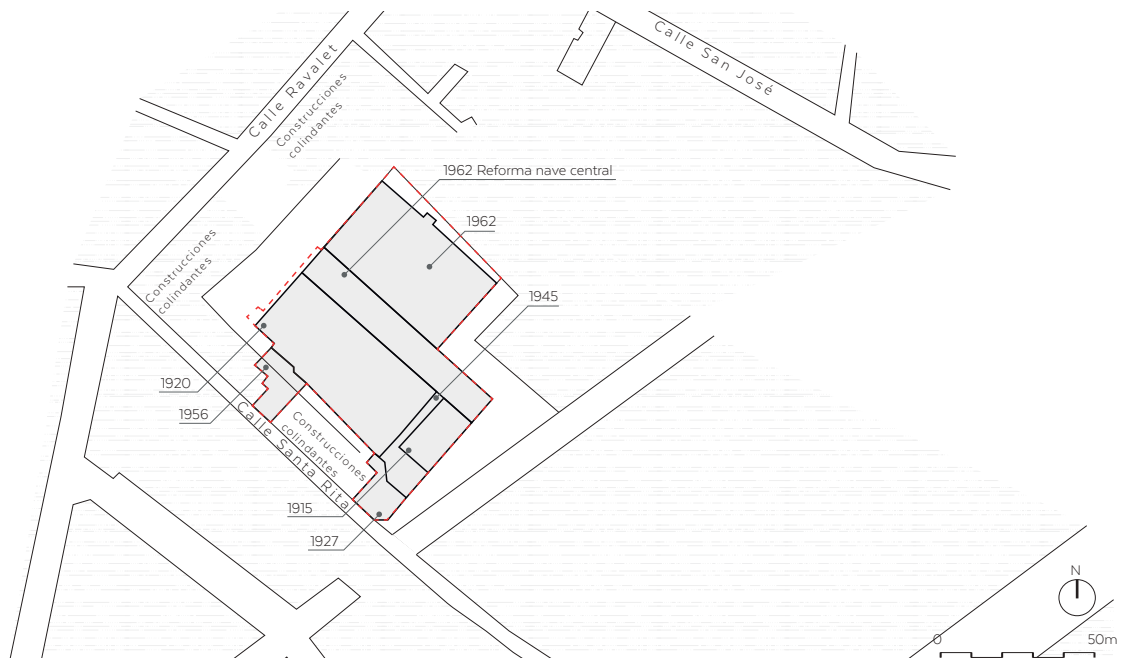 Calle San José
Calle Ravalet
Construcciones
colindantes
1962 Reforma nave central
1962
Construcciones
colindantes
1945
1920
1956
Calle Santa Rita
Construcciones
colindantes
1915
1927
N
0
50m